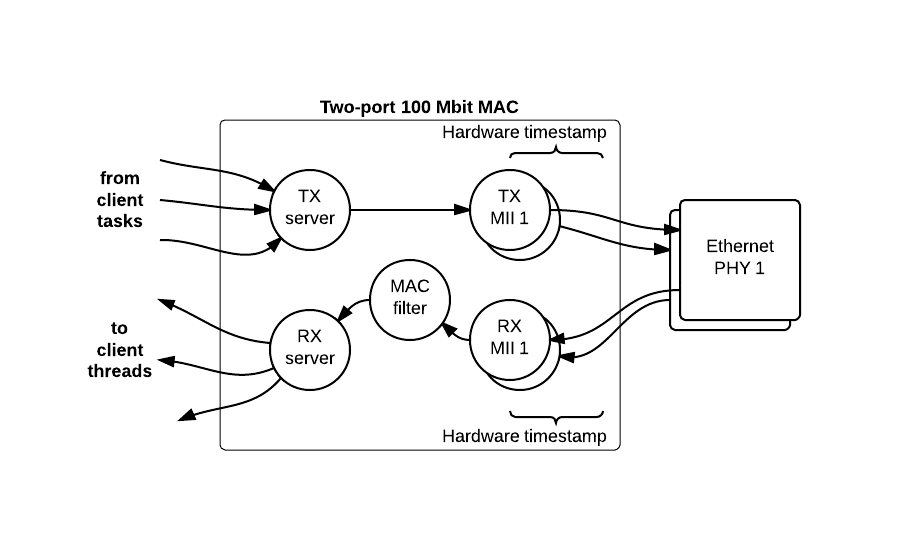 Two-port 100 Mbit MAC
Hardware timestamp
from
client
tasks
TX
server
TX
MII 1
Ethernet
PHY 1
MAC
filter
to
client
threads
RX
server
RX
MII 1
Hardware timestamp